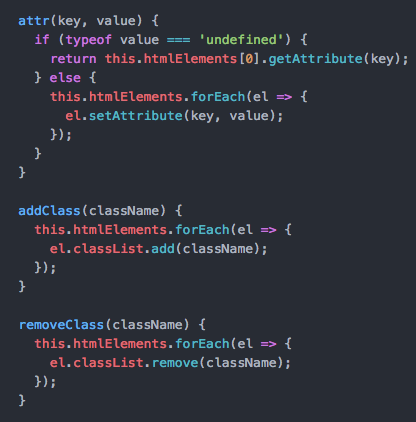 attr(key, value) {
  if (typeof value === 'undefined') {
    return this.htmlElements[0].getAttribute(key);
  } else {
    this.htmlElements.forEach(el => {
      el.setAttribute(key, value);
    });
  }
}

addClass(className) {
  this.htmlElements.forEach(el => {
    el.classList.add(className);
  });
}

removeClass(className) {
  this.htmlElements.forEach(el => {
    el.classList.remove(className);
  });
}